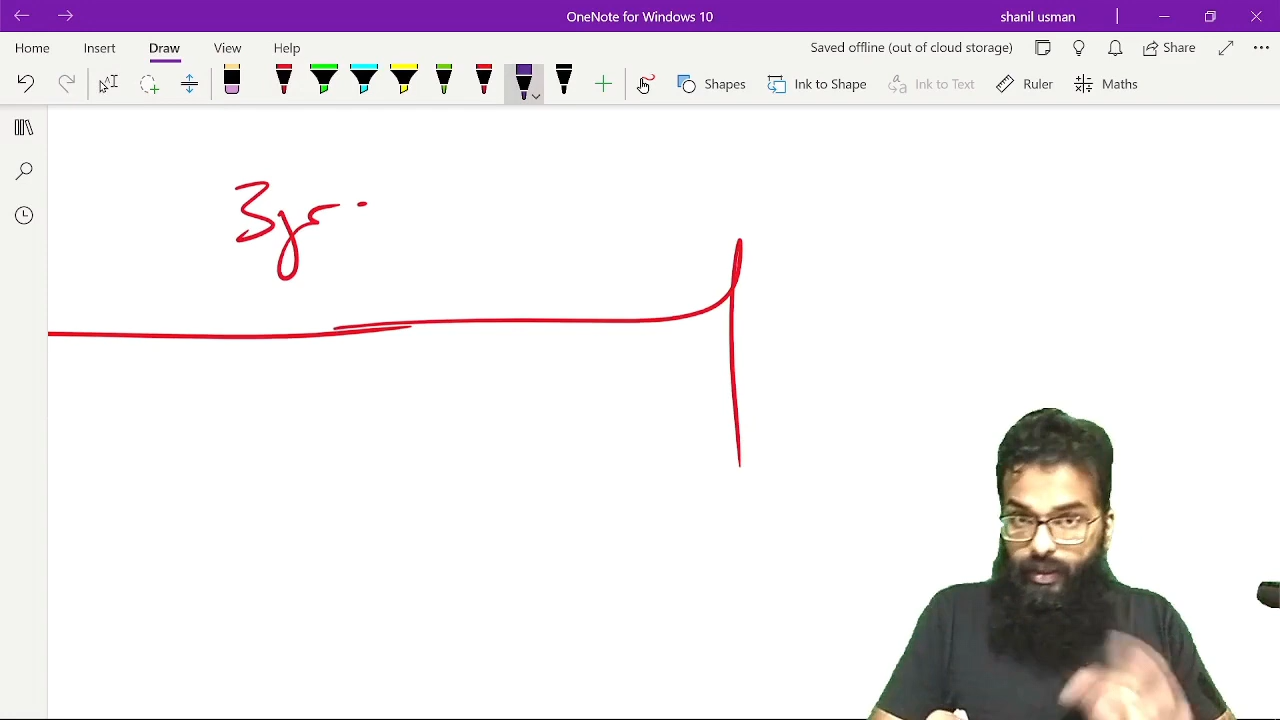 OneNote for Windows 10
shanil usman
Home Insert Draw View Help
Saved offline (out of cloud storage)
Share
Shapes
Ink to Shape
Ink to Text
Ruler
Maths
3yr.